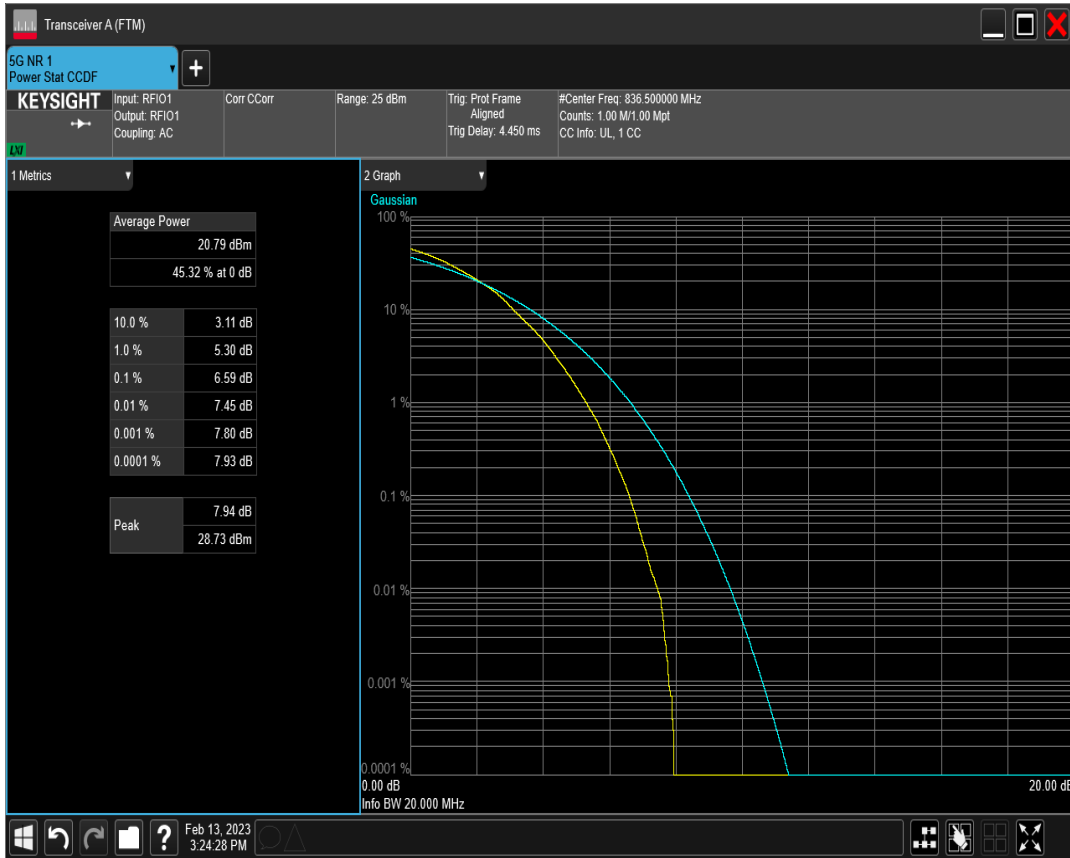 Transceiver A (FTM)
5G NR 1
Power Stat CCDF
KEYSIGHT
LXI
Input: RFIO1
Output: RFIO1
Coupling: AC
Corr CCorr
Range: 25 dBm
Trig: Prot Frame
Aligned
Trig Delay: 4.450 ms
#Center Freq: 836.500000 MHz
Counts: 1.00 M/1.00 Mpt
CC Info: UL, 1 CC
1 Metrics
Average Power
20.79 dBm
45.32 % at 0 dB
10.0 % 3.11 dB
1.0 % 5.30 dB
0.1 % 6.59 dB
0.01 % 7.45 dB
0.001 % 7.80 dB
0.0001 % 7.93 dB
Peak 7.94 dB
28.73 dBm
2 Graph
Gaussian
100 %
10 %
1 %
0.1 %
0.01 %
0.001 %
0.0001 %
0.00 dB 20.00 dB
Info BW 20.000 MHz
?
Feb 13, 2023
3:24:28 PM